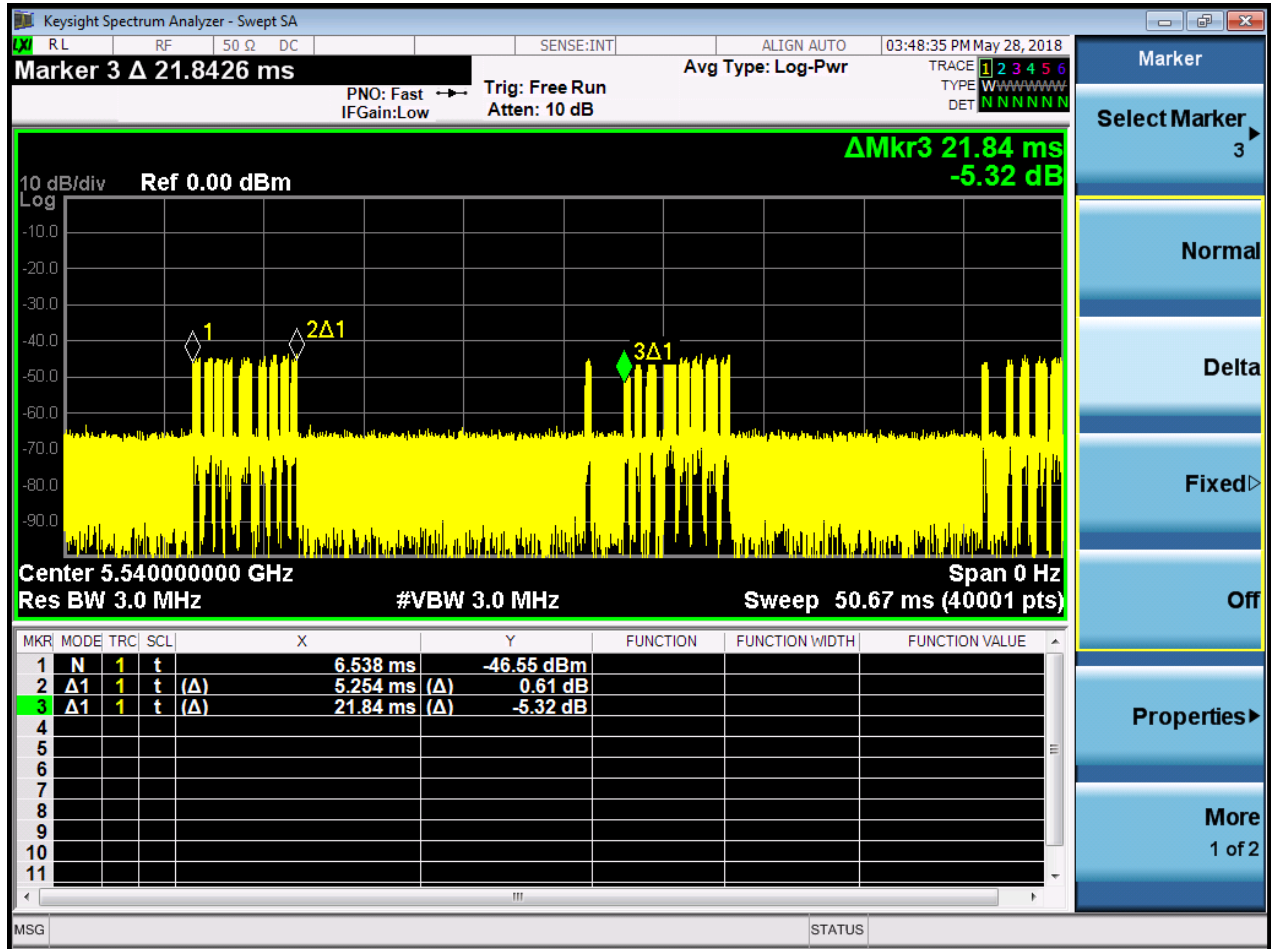 Keysight Spectrum Analyzer - Swept SA
LXI RL RF 50 Ω DC SENSE:INT ALIGN AUTO 03:48:35 PM May 28, 2018
Marker 3 Δ 21.8426 ms
PNO: Fast
IFGain:Low
Trig: Free Run
Atten: 10 dB
Avg Type: Log-Pwr
TRACE 1 2 3 4 5 6
TYPE WWWWWW
DET N N N N N N
ΔMkr3 21.84 ms
-5.32 dB
10 dB/div Ref 0.00 dBm
Log
-10.0
-20.0
-30.0
-40.0
-50.0
-60.0
-70.0
-80.0
-90.0
1
2Δ1
3Δ1
Center 5.540000000 GHz Span 0 Hz
Res BW 3.0 MHz #VBW 3.0 MHz Sweep 50.67 ms (40001 pts)
MKR MODE TRC SCL X Y FUNCTION FUNCTION WIDTH FUNCTION VALUE
1 N 1 t 6.538 ms -46.55 dBm
2 Δ1 1 t (Δ) 5.254 ms (Δ) 0.61 dB
3 Δ1 1 t (Δ) 21.84 ms (Δ) -5.32 dB
4
5
6
7
8
9
10
11
MSG STATUS
Marker
Select Marker
3
Normal
Delta
Fixed
Off
Properties
More
1 of 2